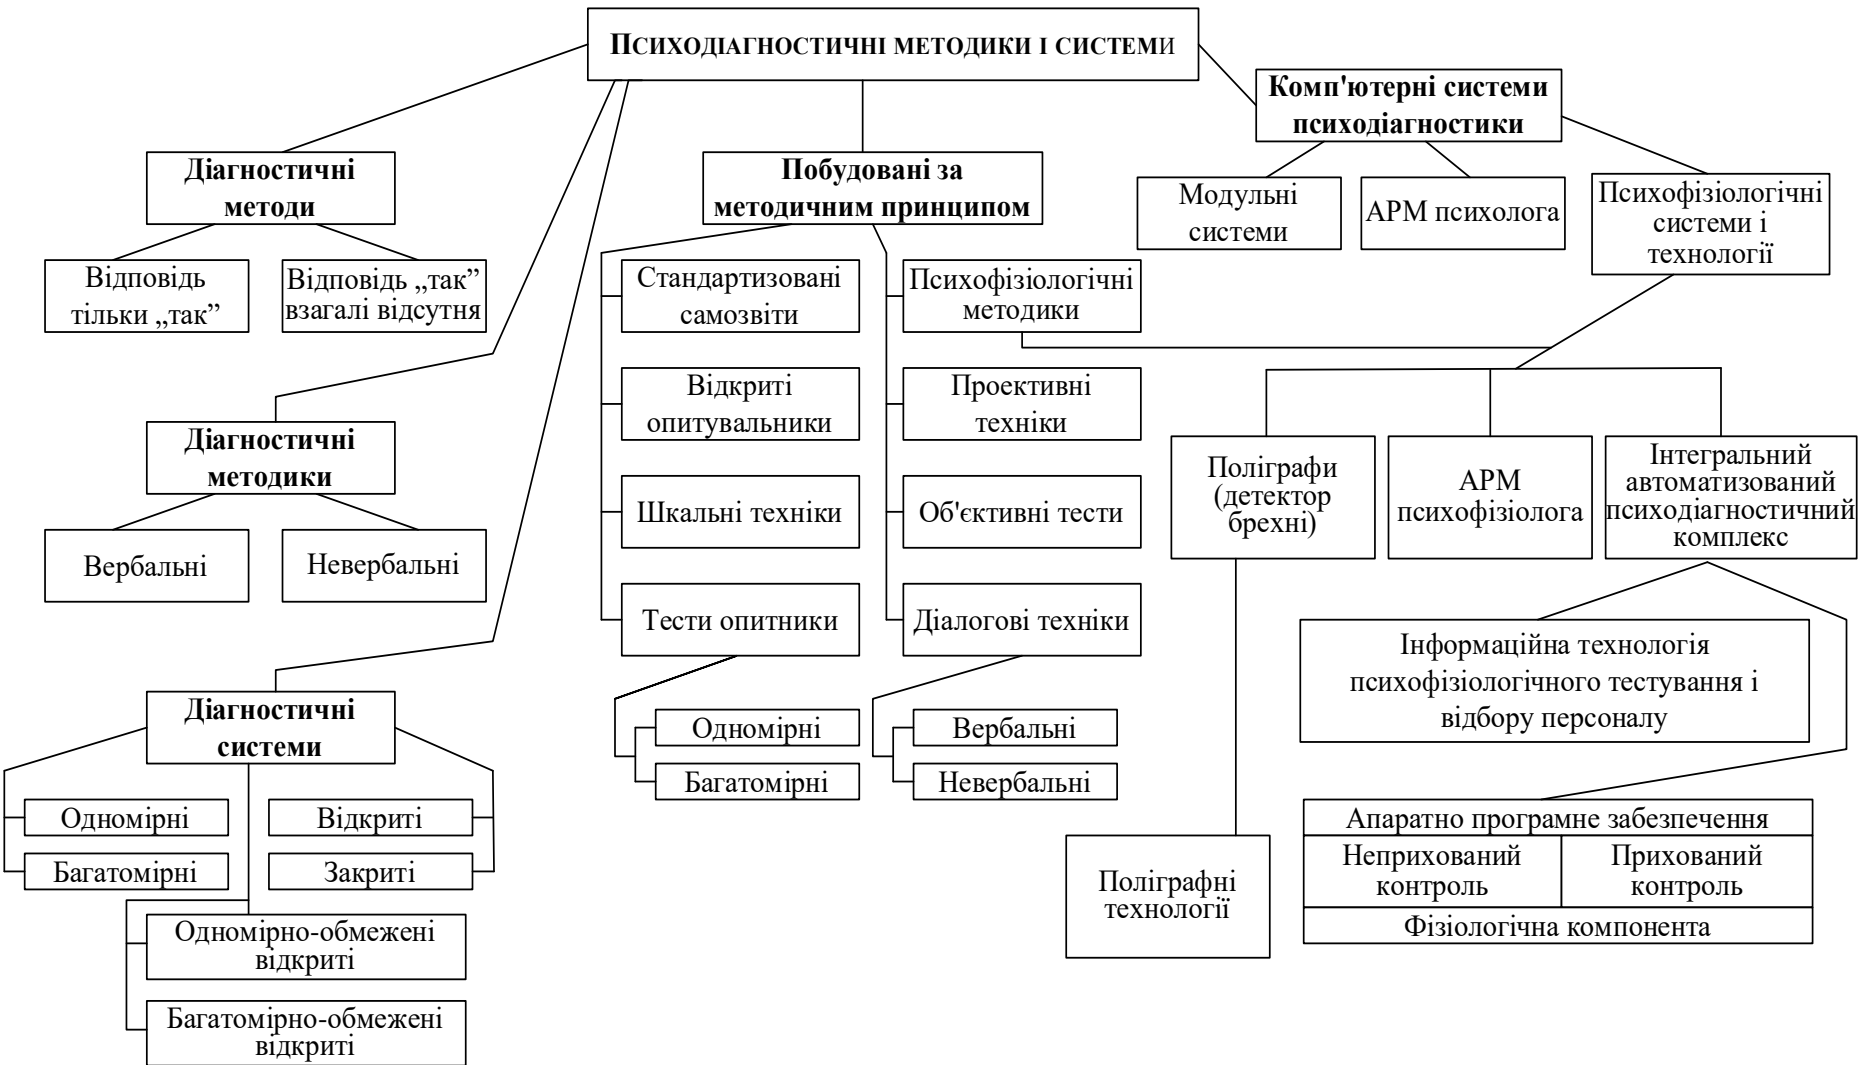 ПСИХОДІАГНОСТИЧНІ МЕТОДИКИ І СИСТЕМИ
Комп'ютерні системи
психодіагностики
Діагностичні
методи
Побудовані за
методичним принципом
Модульні
системи
АРМ психолога
Психофізіологічні
системи і
технології
Відповідь
тільки „так”
Відповідь „так”
взагалі відсутня
Стандартизовані
самозвіти
Психофізіологічні
методики
Відкриті
опитувальники
Проективні
техніки
Діагностичні
методики
Поліграфи
(детектор
брехні)
АРМ
психофізіолога
Інтегральний
автоматизований
психодіагностичний
комплекс
Шкальні техніки
Об'єктивні тести
Вербальні
Невербальні
Тести опитники
Діалогові техніки
Інформаційна технологія
психофізіологічного тестування і
відбору персоналу
Діагностичні
системи
Одномірні
Багатомірні
Вербальні
Невербальні
Одномірні
Відкриті
Багатомірні
Закриті
Одномірно-обмежені
відкриті
Багатомірно-обмежені
відкриті
Поліграфні
технології
Апаратно програмне забезпечення
Неприхований
контроль
Прихований
контроль
Фізіологічна компонента